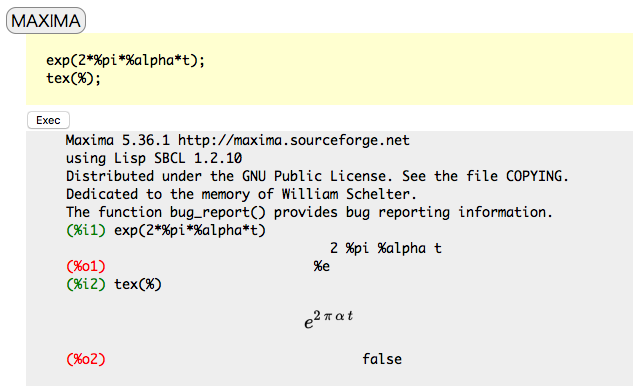 MAXIMA
exp(2*%pi*%alpha*t);
tex(%);
Exec
Maxima 5.36.1 http://maxima.sourceforge.net
using Lisp SBCL 1.2.10
Distributed under the GNU Public License. See the file COPYING.
Dedicated to the memory of William Schelter.
The function bug_report() provides bug reporting information.
(%i1) exp(2*%pi*%alpha*t)
2 %pi %alpha t
(%o1) %e
(%i2) tex(%)
e^{2 π α t}
(%o2) false